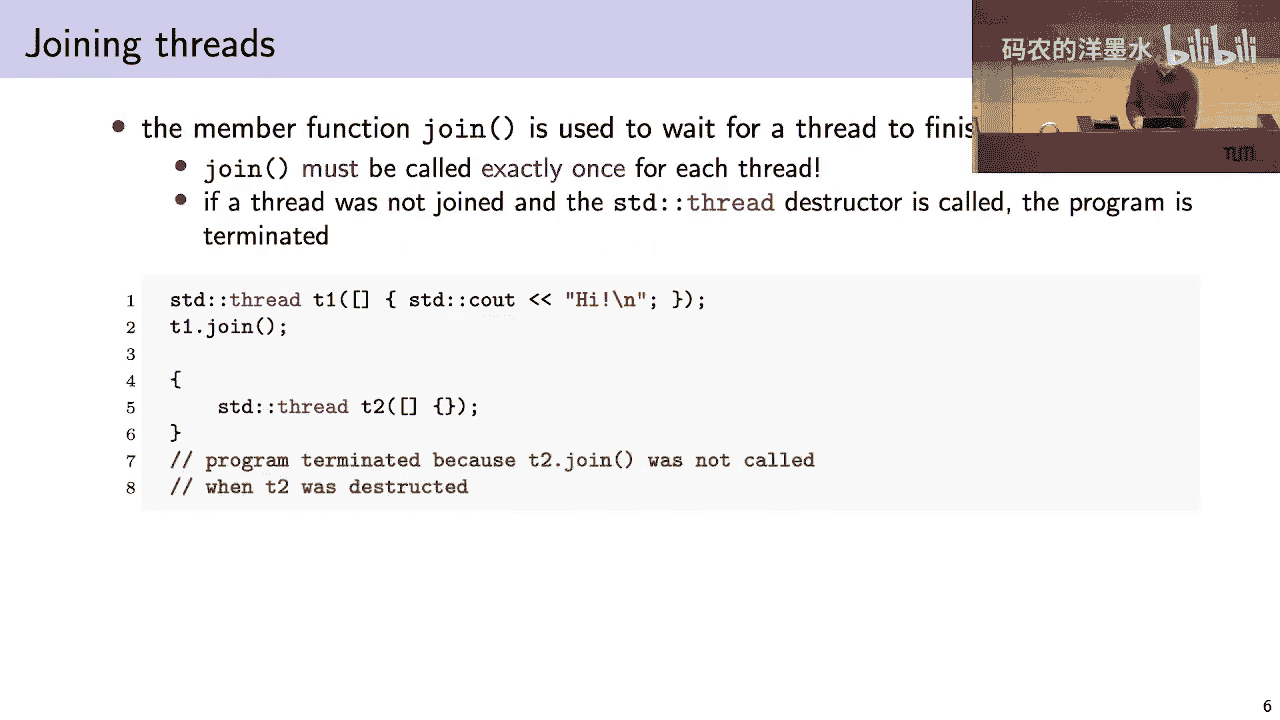 Joining threads
码农的洋墨水 bilibili
TUM
• the member function join() is used to wait for a thread to
• join() must be called exactly once for each thread!
• if a thread was not joined and the std::thread destructor is called, the program is
terminated
1 std::thread t1([] { std::cout << "Hi!\n"; });
2 t1.join();
3
4 {
5 std::thread t2([] {});
6 }
7 // program terminated because t2.join() was not called
8 // when t2 was destructed
6